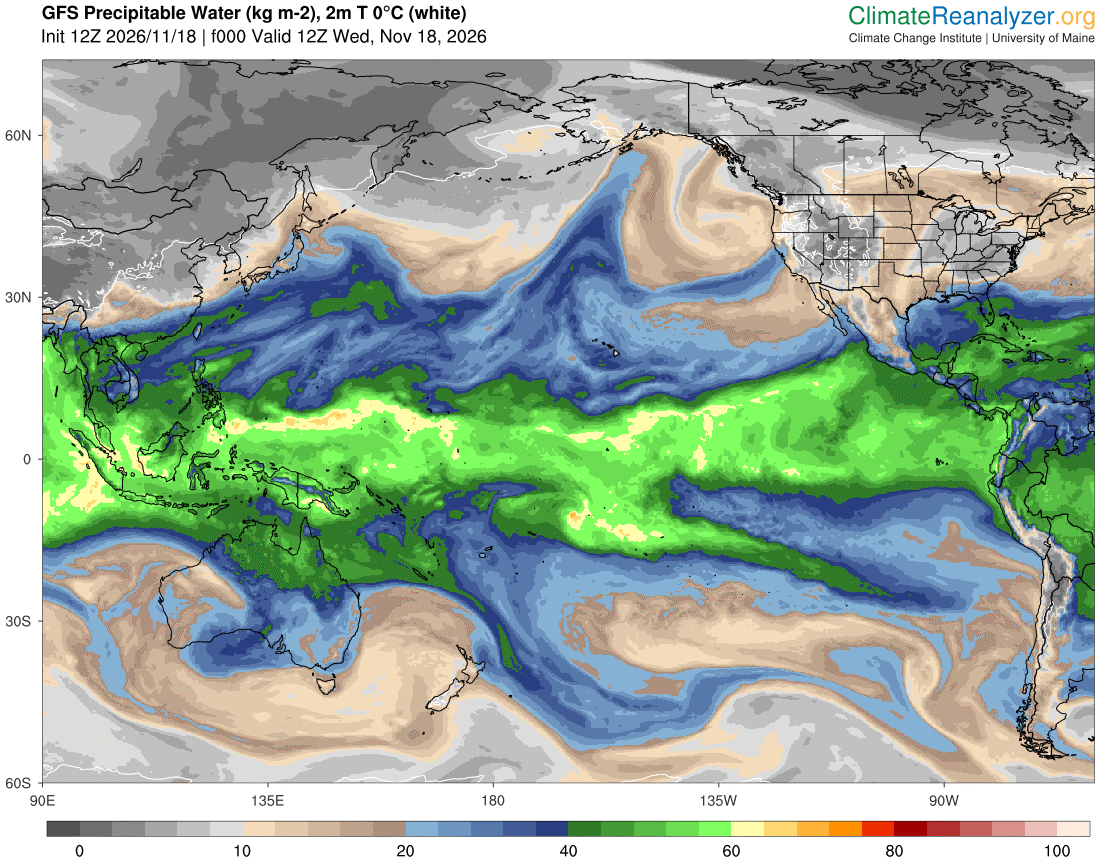 GFS Precipitable Water (kg m-2), 2m T 0°C (white)
Init 12Z 2026/11/18 | f000 Valid 12Z Wed, Nov 18, 2026
ClimateReanalyzer.org
Climate Change Institute | University of Maine
60N
30N
0
30S
60S
90E 135E 180 135W 90W
0 10 20 40 60 80 100